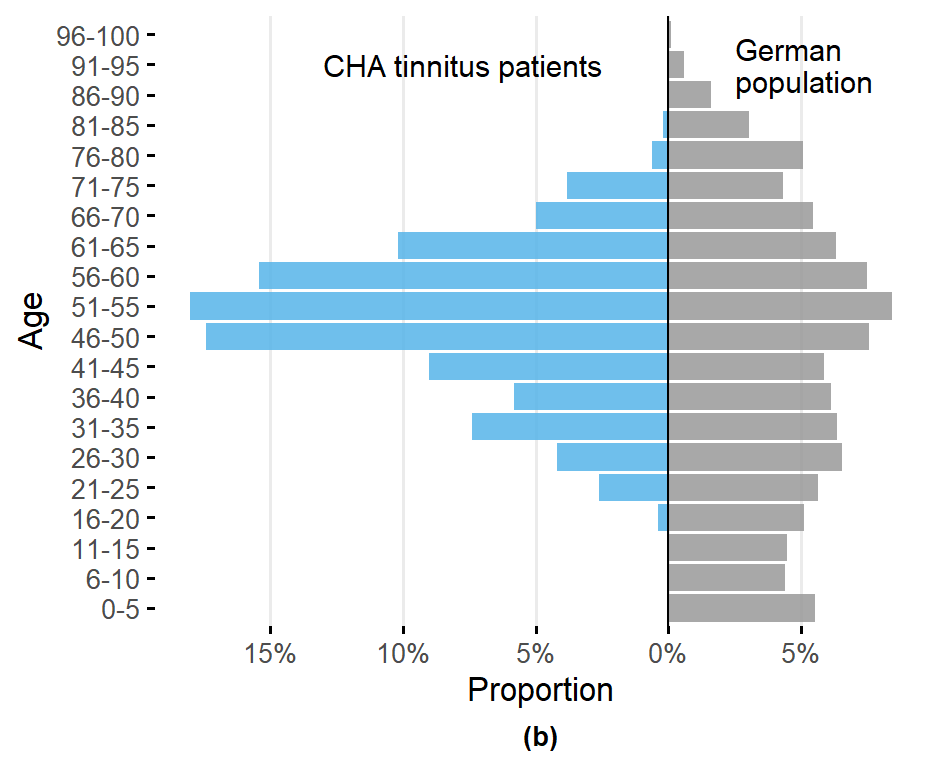 96-100
91-95
86-90
81-85
76-80
71-75
66-70
61-65
56-60
51-55
46-50
41-45
36-40
31-35
26-30
21-25
16-20
11-15
6-10
0-5
Age
CHA tinnitus patients
German
population
15% 10% 5% 0% 5%
Proportion
(b)